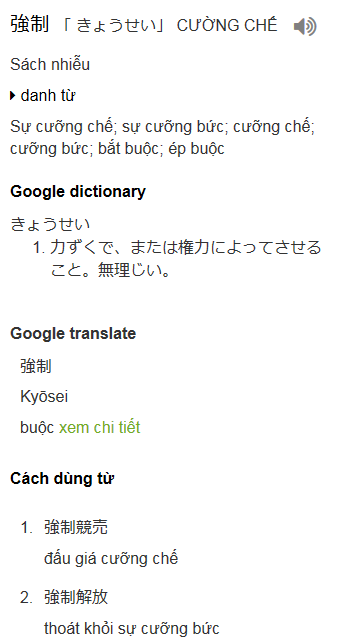 強制 「 きょうせい」 CƯỜNG CHẾ
Sách nhiễu
danh từ
Sự cưỡng chế; sự cưỡng bức; cưỡng chế;
cưỡng bức; bắt buộc; ép buộc
Google dictionary
きょうせい
1. 力ずくで、または権力によってさせる
こと。無理じい。
Google translate
強制
Kyōsei
buộc xem chi tiết
Cách dùng từ
1. 強制競売
đấu giá cưỡng chế
2. 強制解放
thoát khỏi sự cưỡng bức